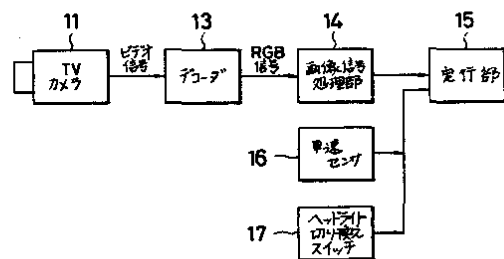 11
TV
カメラ
ビデオ
信号
13
デコーダ
RGB
信号
14
画像信号
処理部
15
実行部
16
車速
センサ
17
ヘッドライト
切り換え
スイッチ